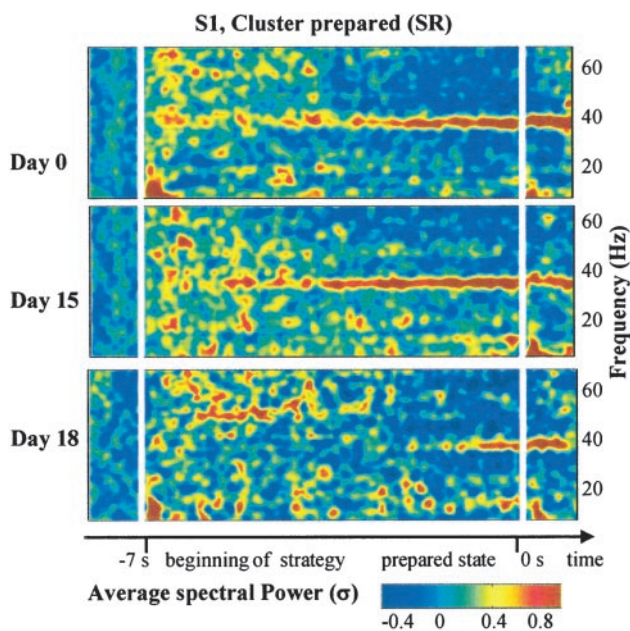 S1, Cluster prepared (SR)
60
40
Day 0
20
60
40
Day 15
20
Frequency (Hz)
60
Day 18
40
20
-7 s beginning of strategy prepared state 0 s time
Average spectral Power (σ)
-0.4 0 0.4 0.8